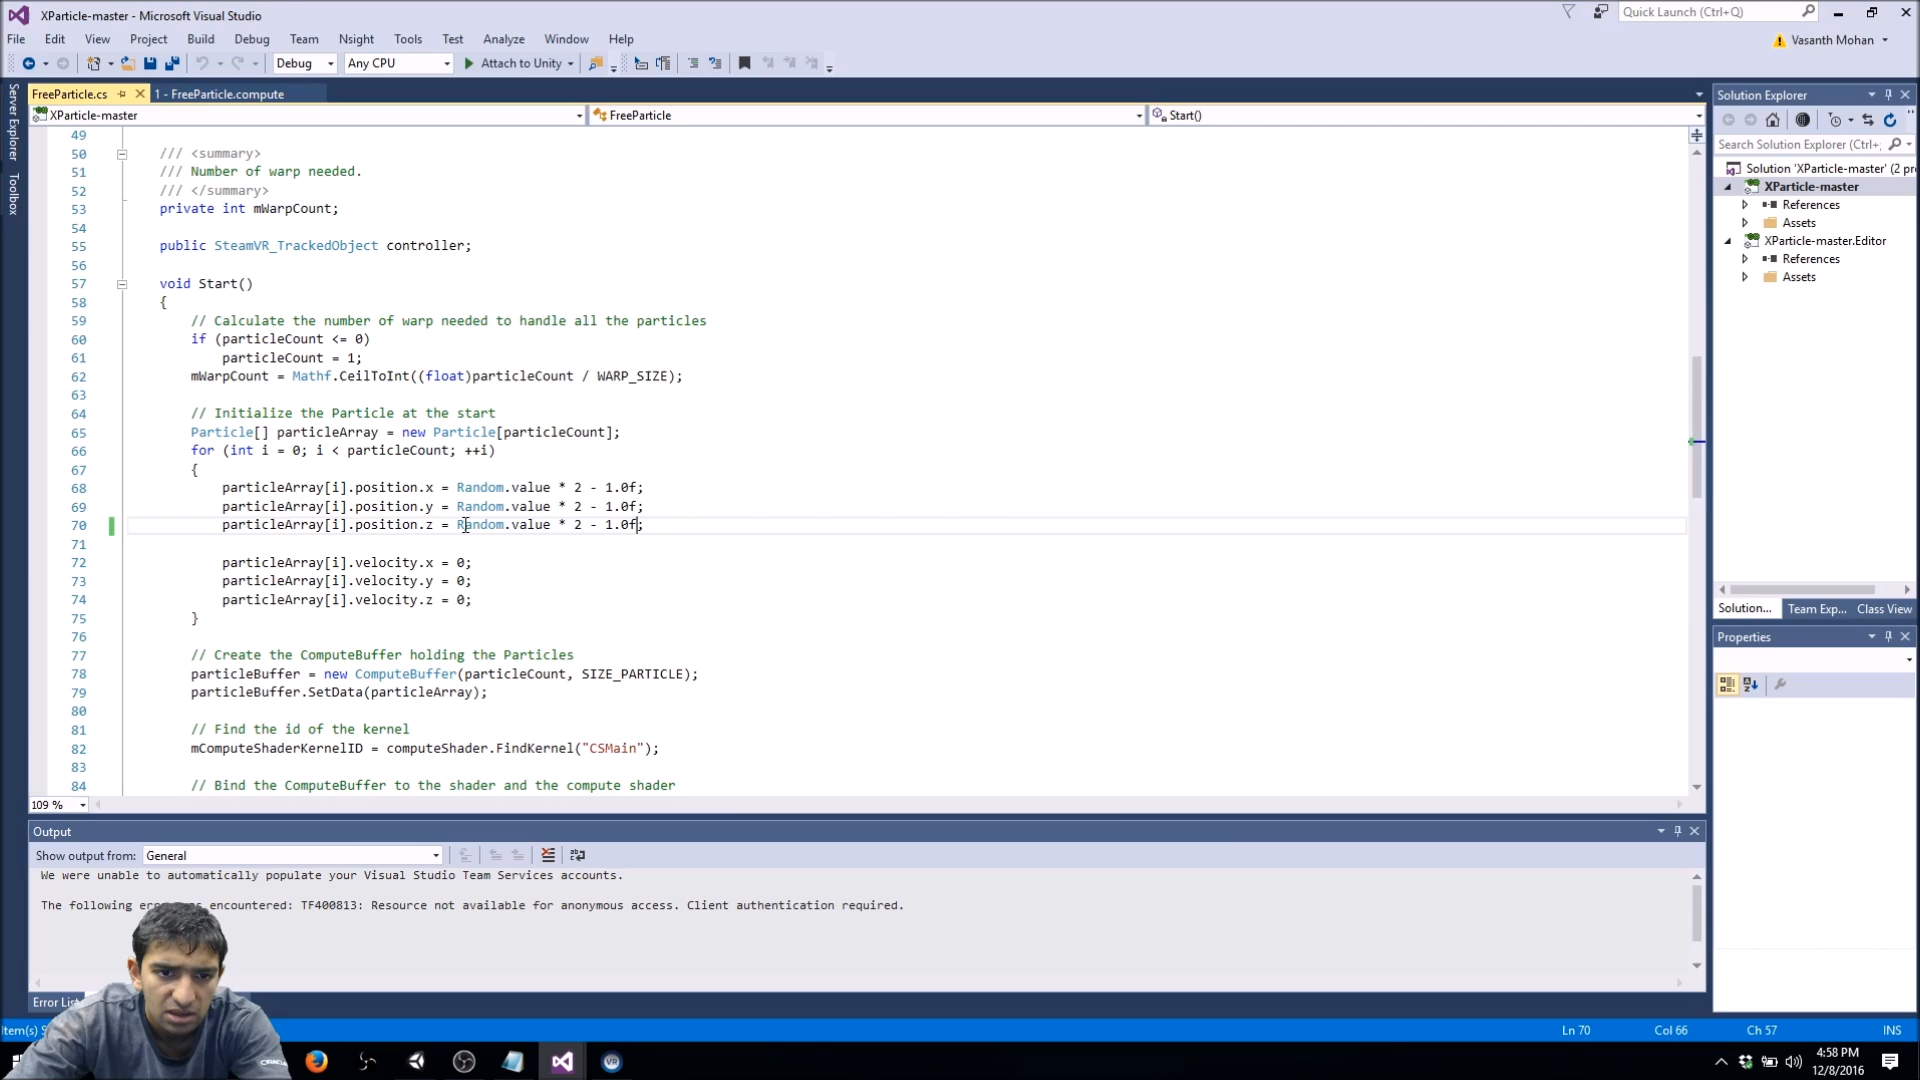 XParticle-master - Microsoft Visual Studio
Quick Launch (Ctrl+Q)
File Edit View Project Build Debug Team Nsight Tools Test Analyze Window Help
Vasanth Mohan
Debug Any CPU Attach to Unity
Server Explorer
Toolbox
FreeParticle.cs 1 - FreeParticle.compute
XParticle-master FreeParticle Start()
49
50 /// <summary>
51 /// Number of warp needed.
52 /// </summary>
53 private int mWarpCount;
54
55 public SteamVR_TrackedObject controller;
56
57 void Start()
58 {
59 // Calculate the number of warp needed to handle all the particles
60 if (particleCount <= 0)
61 particleCount = 1;
62 mWarpCount = Mathf.CeilToInt((float)particleCount / WARP_SIZE);
63
64 // Initialize the Particle at the start
65 Particle[] particleArray = new Particle[particleCount];
66 for (int i = 0; i < particleCount; ++i)
67 {
68 particleArray[i].position.x = Random.value * 2 - 1.0f;
69 particleArray[i].position.y = Random.value * 2 - 1.0f;
70 particleArray[i].position.z = Random.value * 2 - 1.0f;
71
72 particleArray[i].velocity.x = 0;
73 particleArray[i].velocity.y = 0;
74 particleArray[i].velocity.z = 0;
75 }
76
77 // Create the ComputeBuffer holding the Particles
78 particleBuffer = new ComputeBuffer(particleCount, SIZE_PARTICLE);
79 particleBuffer.SetData(particleArray);
80
81 // Find the id of the kernel
82 mComputeShaderKernelID = computeShader.FindKernel("CSMain");
83
84 // Bind the ComputeBuffer to the shader and the compute shader
109 %
Solution Explorer
Search Solution Explorer (Ctrl+;
Solution 'XParticle-master' (2 pr
XParticle-master
References
Assets
XParticle-master.Editor
References
Assets
Solution... Team Exp... Class View
Properties
Output
Show output from: General
We were unable to automatically populate your Visual Studio Team Services accounts.
The following encountered: TF400813: Resource not available for anonymous access. Client authentication required.
Error List
Item(s) Ln 70 Col 66 Ch 57 INS
ORACLE
VR
4:58 PM
12/8/2016